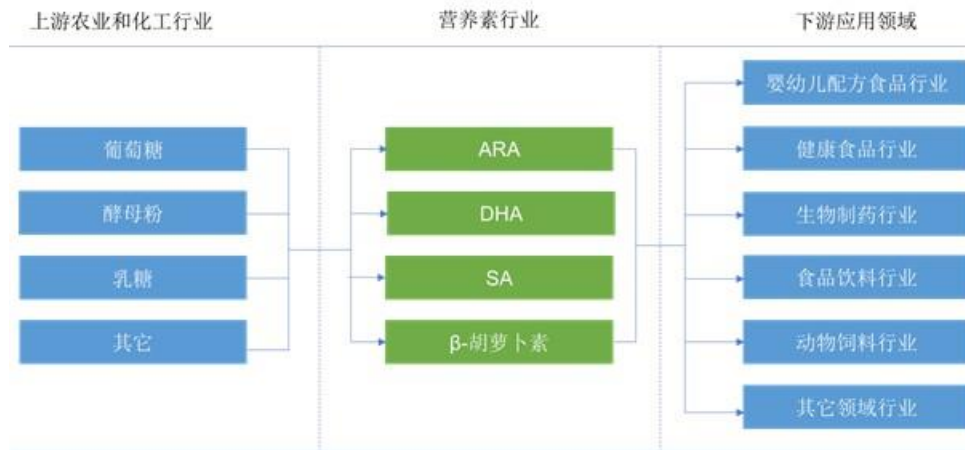 上游农业和化工行业
营养素行业
下游应用领域
葡萄糖
酵母粉
乳糖
其它
ARA
DHA
SA
β-胡萝卜素
婴幼儿配方食品行业
健康食品行业
生物制药行业
食品饮料行业
动物饲料行业
其它领域行业